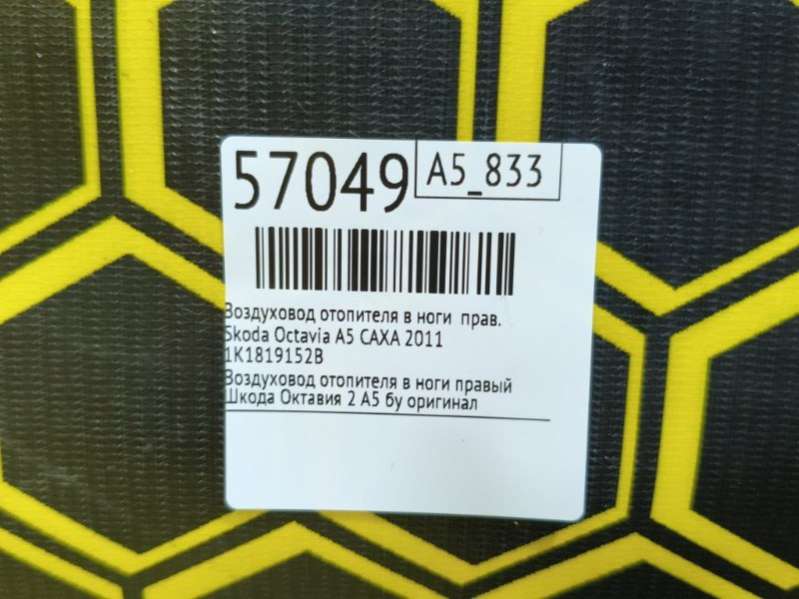 57049
A5_833
Воздуховод отопителя в ноги прав.
Skoda Octavia A5 CAXA 2011
1K1819152B
Воздуховод отопителя в ноги правый
Шкода Октавия 2 А5 бу оригинал